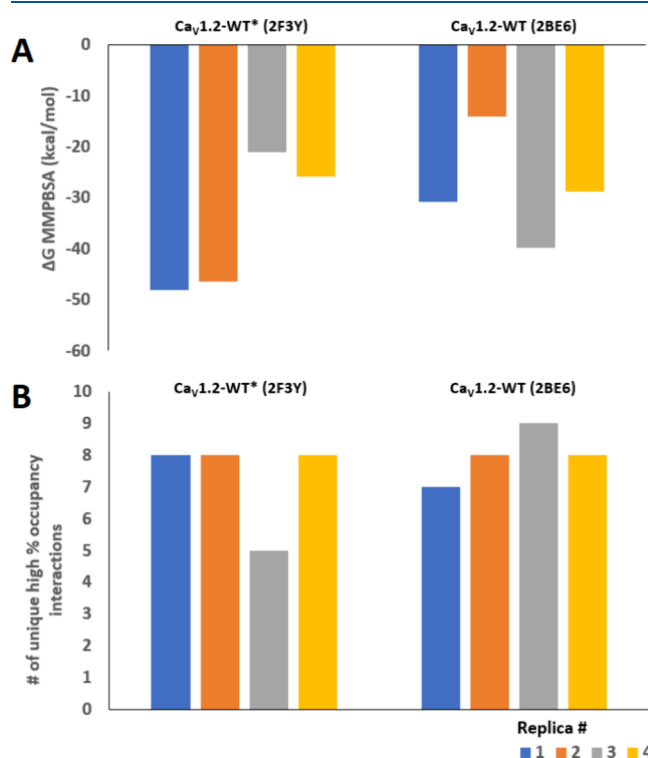 A
Caᵥ1.2-WT* (2F3Y)
Caᵥ1.2-WT (2BE6)
ΔG MMPBSA (kcal/mol)
0
-10
-20
-30
-40
-50
-60
B
Caᵥ1.2-WT* (2F3Y)
Caᵥ1.2-WT (2BE6)
# of unique high % occupancy
interactions
10
9
8
7
6
5
4
3
2
1
0
Replica #
1 2 3 4